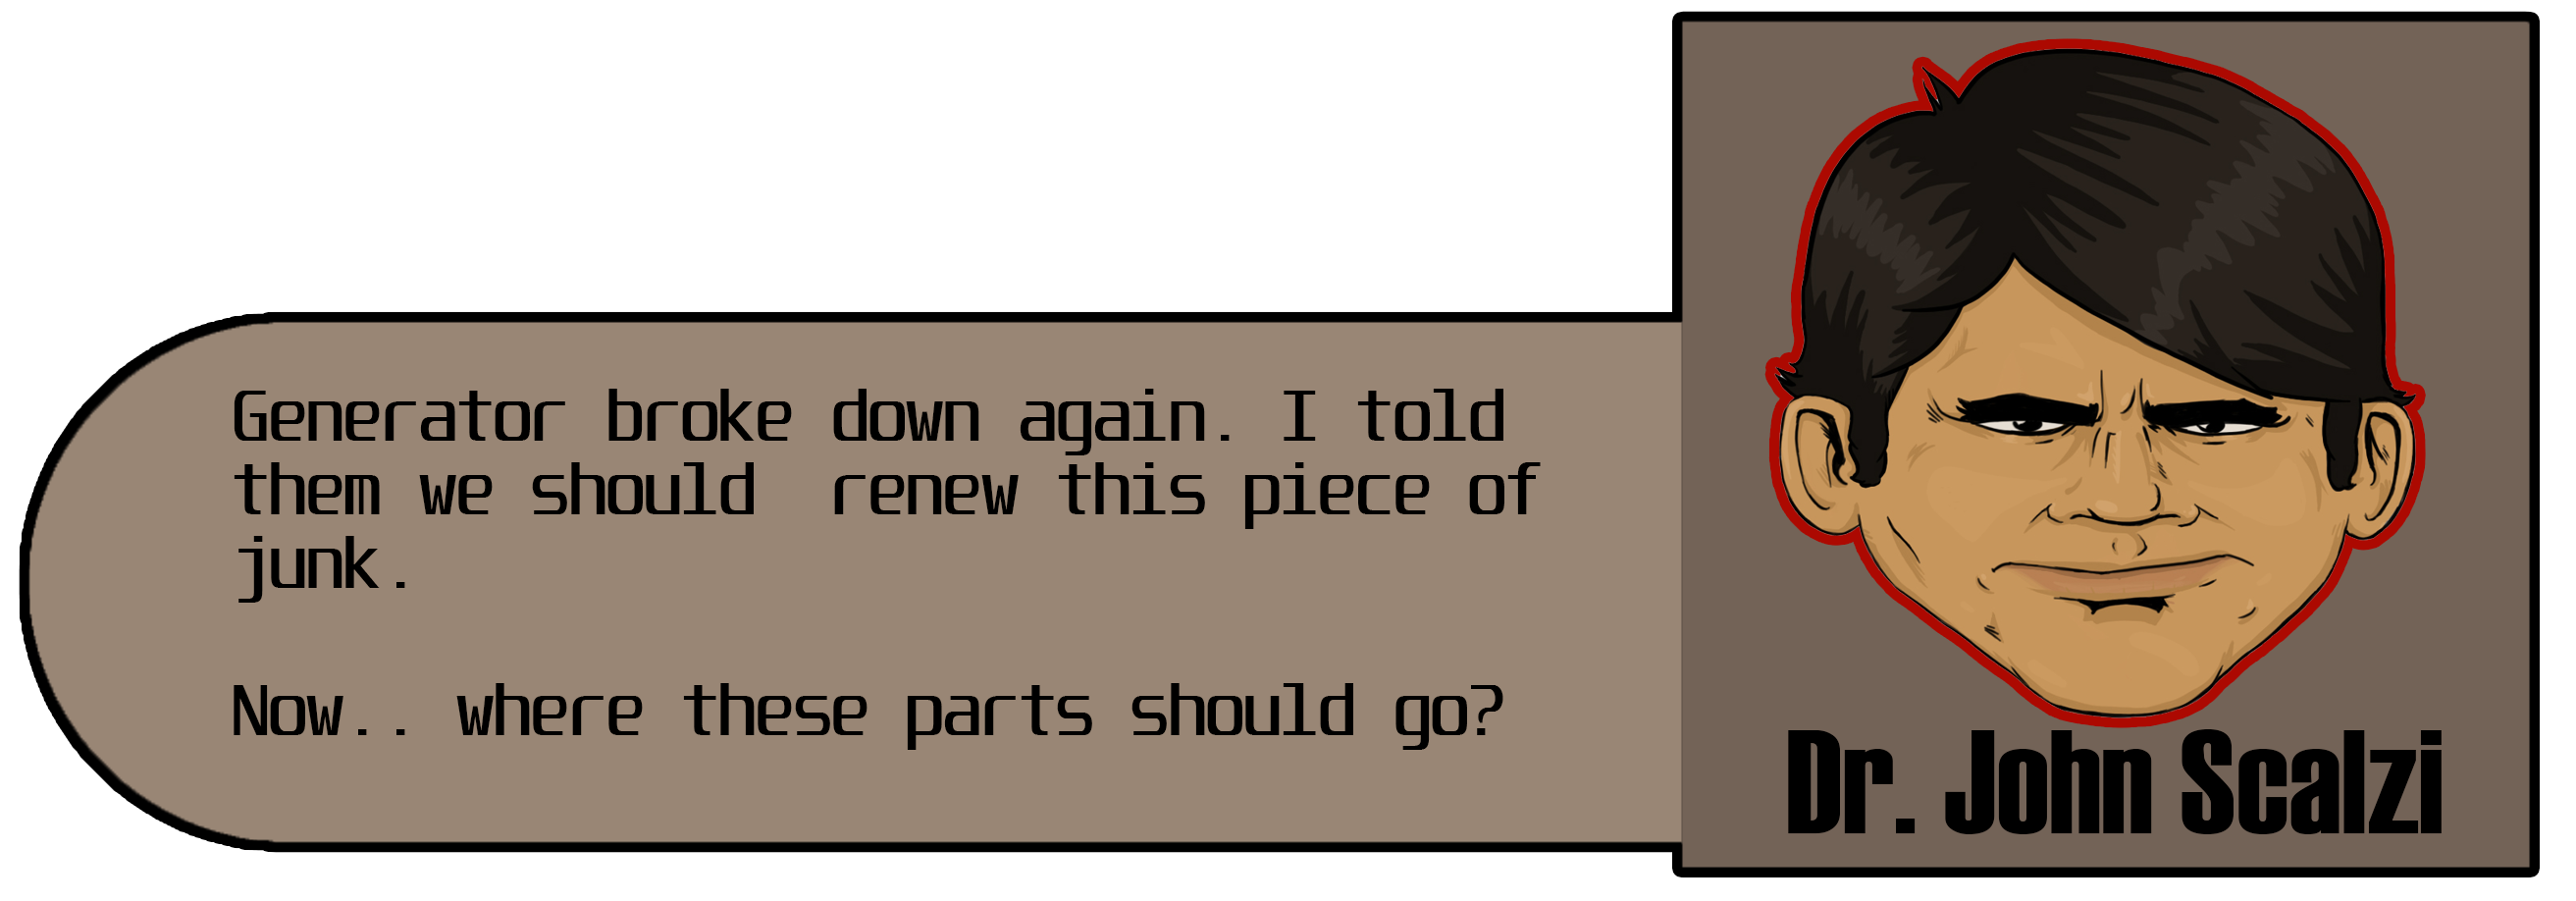 Generator broke down again. I told
them we should  renew this piece of
junk.
Now.. where these parts should go?
Dr. John Scalzi